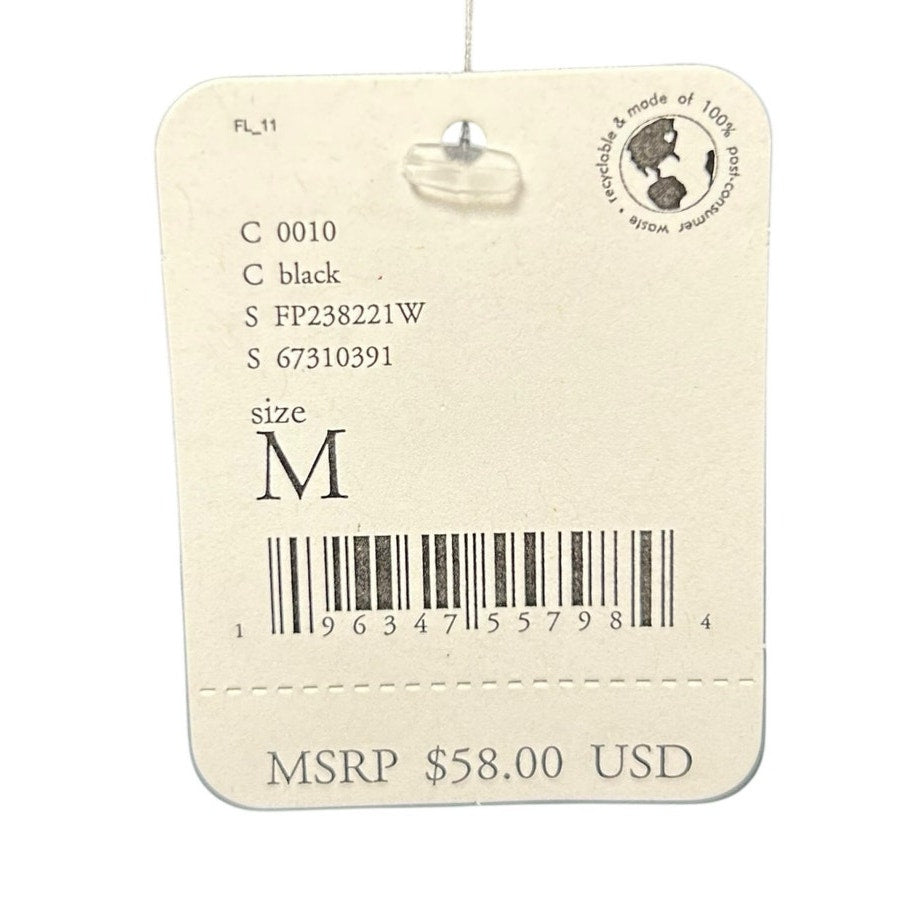 FL_11
recyclable & made of 100% post-consumer waste •
C 0010
C black
S FP238221W
S 67310391
size
M
1 96347 55798 4
MSRP $58.00 USD